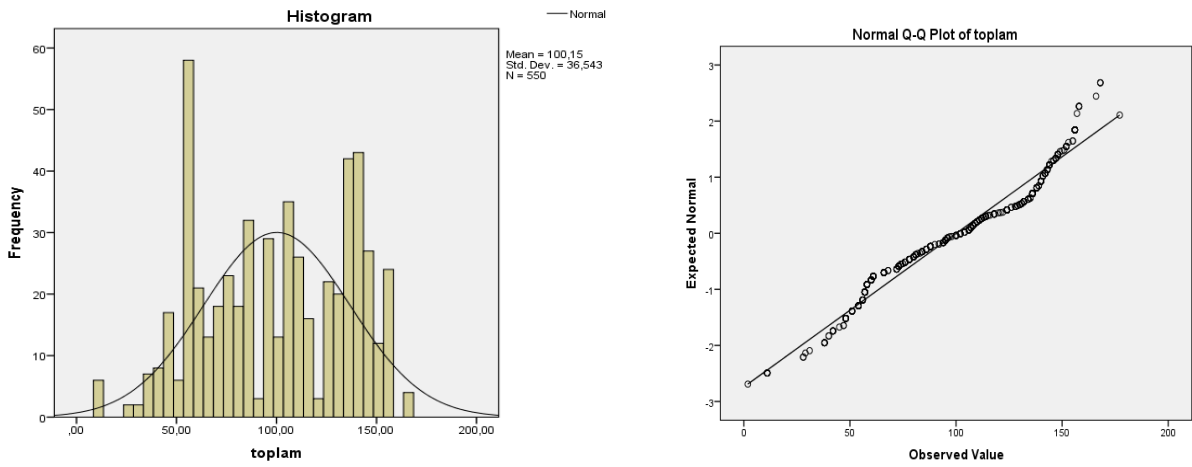 Histogram
Normal
Mean = 100,15
Std. Dev. = 36,543
N = 550
60
50
40
30
20
10
0
Frequency
,00
50,00
100,00
150,00
200,00
toplam
Normal Q-Q Plot of toplam
3
2
1
0
-1
-2
-3
Expected Normal
0
50
100
150
200
Observed Value